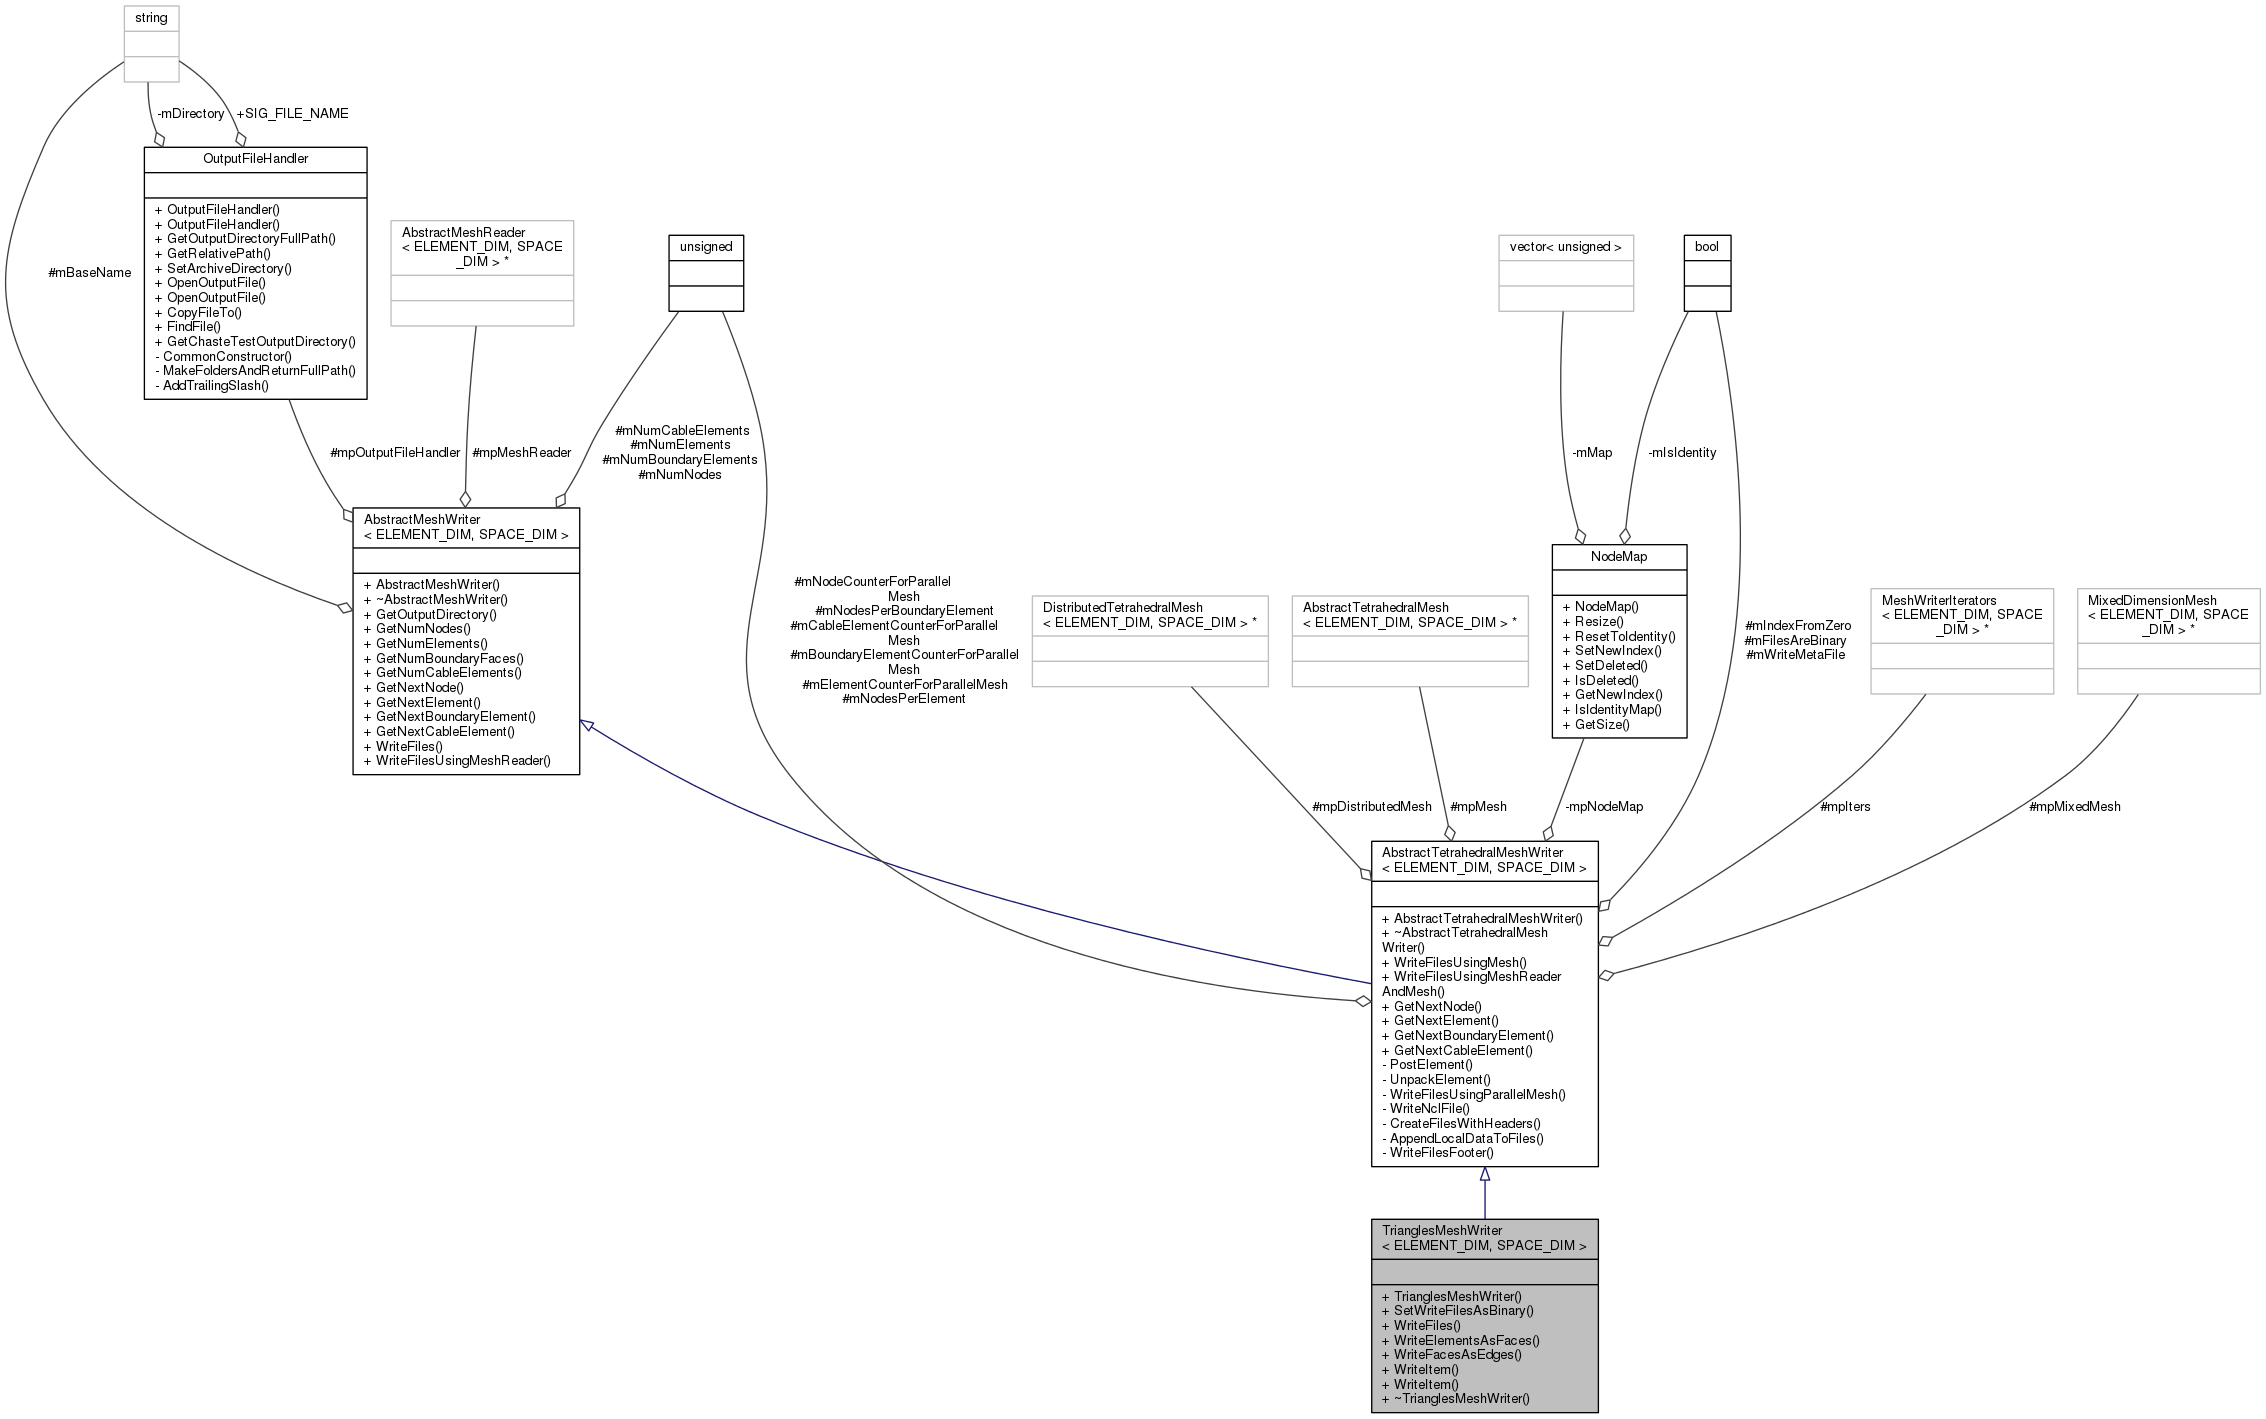 string
-mDirectory
+SIG_FILE_NAME
OutputFileHandler
+ OutputFileHandler()
+ OutputFileHandler()
+ GetOutputDirectoryFullPath()
+ GetRelativePath()
+ SetArchiveDirectory()
+ OpenOutputFile()
+ OpenOutputFile()
+ CopyFileTo()
+ FindFile()
+ GetChasteTestOutputDirectory()
- CommonConstructor()
- MakeFoldersAndReturnFullPath()
- AddTrailingSlash()
#mBaseName
AbstractMeshReader
< ELEMENT_DIM, SPACE
_DIM > *
unsigned
vector< unsigned >
bool
#mpOutputFileHandler
#mpMeshReader
#mNumCableElements
#mNumElements
#mNumBoundaryElements
#mNumNodes
-mMap
-mIsIdentity
AbstractMeshWriter
< ELEMENT_DIM, SPACE_DIM >
+ AbstractMeshWriter()
+ ~AbstractMeshWriter()
+ GetOutputDirectory()
+ GetNumNodes()
+ GetNumElements()
+ GetNumBoundaryFaces()
+ GetNumCableElements()
+ GetNextNode()
+ GetNextElement()
+ GetNextBoundaryElement()
+ GetNextCableElement()
+ WriteFiles()
+ WriteFilesUsingMeshReader()
#mNodeCounterForParallel
Mesh
#mNodesPerBoundaryElement
#mCableElementCounterForParallel
Mesh
#mBoundaryElementCounterForParallel
Mesh
#mElementCounterForParallelMesh
#mNodesPerElement
DistributedTetrahedralMesh
< ELEMENT_DIM, SPACE_DIM > *
AbstractTetrahedralMesh
< ELEMENT_DIM, SPACE_DIM > *
NodeMap
+ NodeMap()
+ Resize()
+ ResetToIdentity()
+ SetNewIndex()
+ SetDeleted()
+ IsDeleted()
+ GetNewIndex()
+ IsIdentityMap()
+ GetSize()
#mIndexFromZero
#mFilesAreBinary
#mWriteMetaFile
MeshWriterIterators
< ELEMENT_DIM, SPACE
_DIM > *
MixedDimensionMesh
< ELEMENT_DIM, SPACE
_DIM > *
#mpDistributedMesh
#mpMesh
-mpNodeMap
#mpIters
#mpMixedMesh
AbstractTetrahedralMeshWriter
< ELEMENT_DIM, SPACE_DIM >
+ AbstractTetrahedralMeshWriter()
+ ~AbstractTetrahedralMesh
Writer()
+ WriteFilesUsingMesh()
+ WriteFilesUsingMeshReader
AndMesh()
+ GetNextNode()
+ GetNextElement()
+ GetNextBoundaryElement()
+ GetNextCableElement()
- PostElement()
- UnpackElement()
- WriteFilesUsingParallelMesh()
- WriteNclFile()
- CreateFilesWithHeaders()
- AppendLocalDataToFiles()
- WriteFilesFooter()
TrianglesMeshWriter
< ELEMENT_DIM, SPACE_DIM >
+ TrianglesMeshWriter()
+ SetWriteFilesAsBinary()
+ WriteFiles()
+ WriteElementsAsFaces()
+ WriteFacesAsEdges()
+ WriteItem()
+ WriteItem()
+ ~TrianglesMeshWriter()